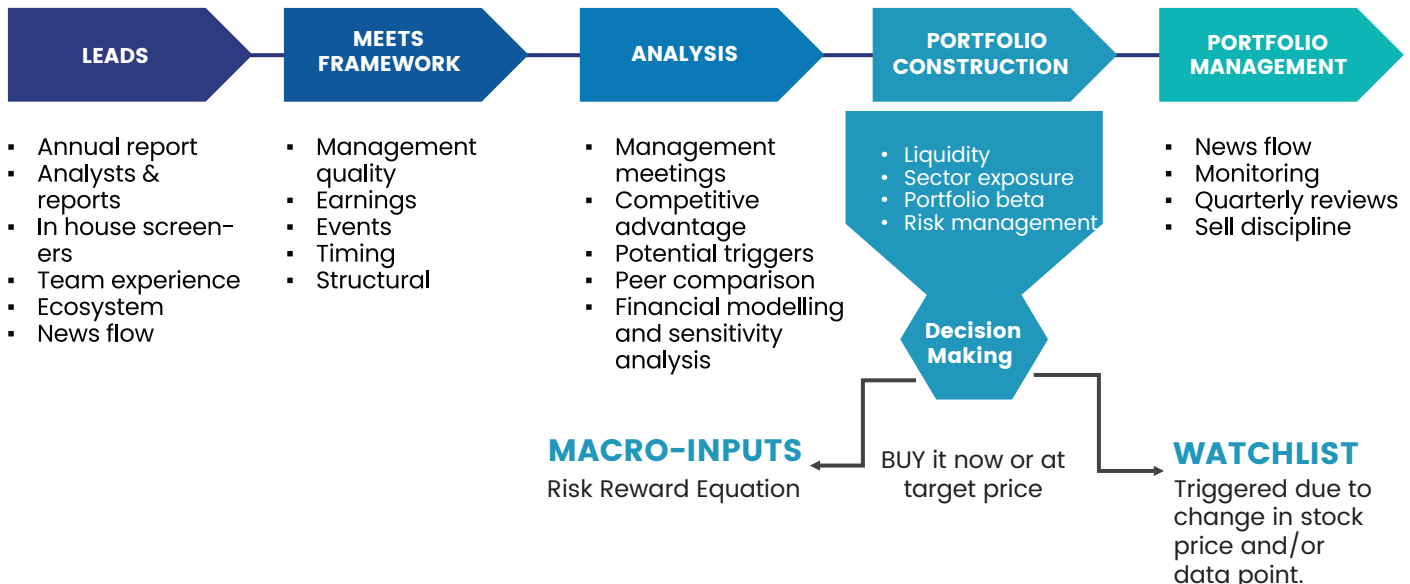 LEADS
MEETS
FRAMEWORK
ANALYSIS
PORTFOLIO
CONSTRUCTION
PORTFOLIO
MANAGEMENT
▪ Annual report
▪ Analysts &
reports
▪ In house screen-
ers
▪ Team experience
▪ Ecosystem
▪ News flow
▪ Management
quality
▪ Earnings
▪ Events
▪ Timing
▪ Structural
▪ Management
meetings
▪ Competitive
advantage
▪ Potential triggers
▪ Peer comparison
▪ Financial modelling
and sensitivity
analysis
• Liquidity
• Sector exposure
• Portfolio beta
• Risk management
▪ News flow
▪ Monitoring
▪ Quarterly reviews
▪ Sell discipline
Decision
Making
MACRO-INPUTS
Risk Reward Equation
BUY it now or at
target price
WATCHLIST
Triggered due to
change in stock
price and/or
data point.